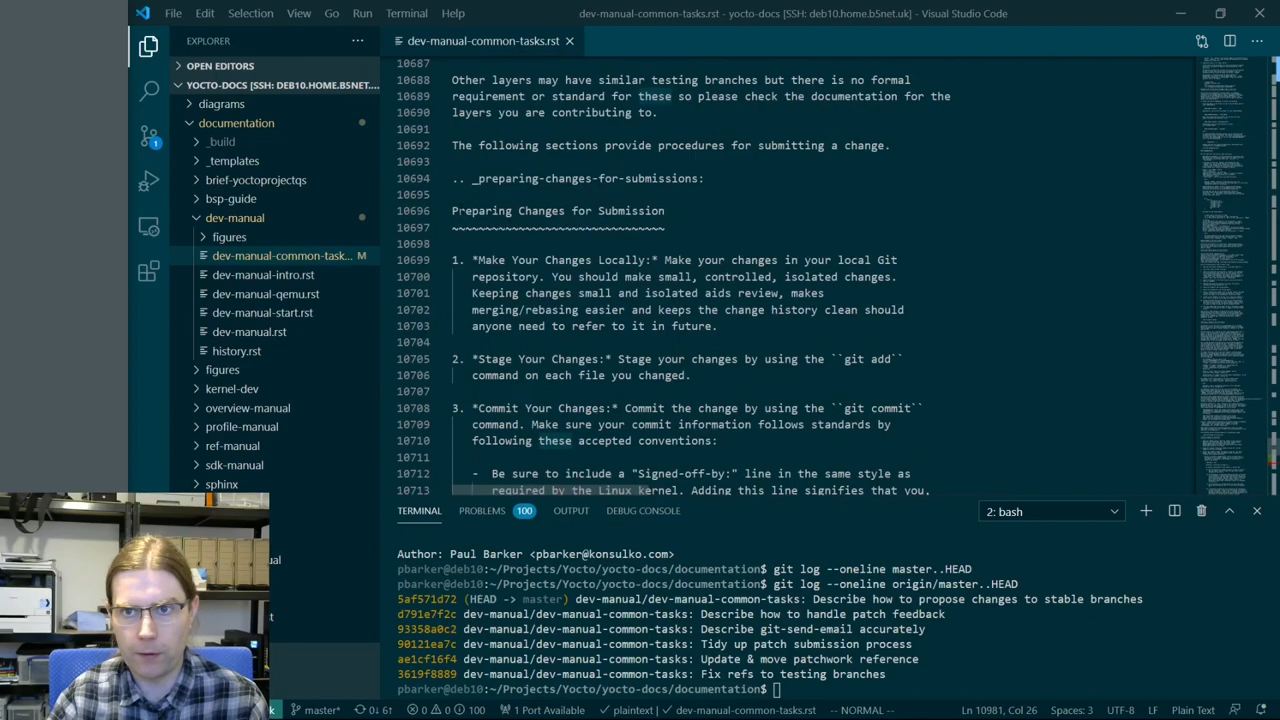 File Edit Selection View Go Run Terminal Help
dev-manual-common-tasks.rst - yocto-docs [SSH: deb10.home.b5net.uk] - Visual Studio Code
EXPLORER
OPEN EDITORS
YOCTO-DOCS [SSH: DEB10.HOME.B5NET....
diagrams
documentation
_build
_templates
brief-yoctoprojectqs
bsp-guide
dev-manual
figures
dev-manual-common-task... M
dev-manual-intro.rst
dev-manual-qemu.rst
dev-manual-start.rst
dev-manual.rst
history.rst
figures
kernel-dev
overview-manual
profile-manual
ref-manual
sdk-manual
sphinx
dev-manual-common-tasks.rst
10687
10688 Other layers may have similar testing branches but there is no formal
10689 requirement or standard for these so please check the documentation for the
10690 layers you are contributing to.
10691
10692 The following sections provide procedures for submitting a change.
10693
10694 .. _preparing-changes-for-submissions:
10695
10696 Preparing Changes for Submission
10697 ~~~~~~~~~~~~~~~~~~~~~~~~~~~~~~~~
10698
10699 1. *Make Your Changes Locally:* Make your changes in your local Git
10700 repository. You should make small, controlled, isolated changes.
10701 Keeping changes small and isolated aids review, makes
10702 merging/rebasing easier and keeps the change history clean should
10703 anyone need to refer to it in future.
10704
10705 2. *Stage Your Changes:* Stage your changes by using the ``git add``
10706 command on each file you changed.
10707
10708 3. *Commit Your Changes:* Commit the change by using the ``git commit``
10709 command. Make sure your commit information follows standards by
10710 following these accepted conventions:
10711
10712 - Be sure to include a "Signed-off-by:" line in the same style as
10713 required by the Linux kernel. Adding this line signifies that you,
TERMINAL PROBLEMS 100 OUTPUT DEBUG CONSOLE
2: bash
Author: Paul Barker <pbarker@konsulko.com>
pbarker@deb10:~/Projects/Yocto/yocto-docs/documentation$ git log --oneline master..HEAD
pbarker@deb10:~/Projects/Yocto/yocto-docs/documentation$ git log --oneline origin/master..HEAD
5af571d72 (HEAD -> master) dev-manual/dev-manual-common-tasks: Describe how to propose changes to stable branches
d791e7f2c dev-manual/dev-manual-common-tasks: Describe how to handle patch feedback
93358a0c2 dev-manual/dev-manual-common-tasks: Describe git-send-email accurately
90121ea7c dev-manual/dev-manual-common-tasks: Tidy up patch submission process
ae1cf16f4 dev-manual/dev-manual-common-tasks: Update & move patchwork reference
3619f8889 dev-manual/dev-manual-common-tasks: Fix refs to testing branches
pbarker@deb10:~/Projects/Yocto/yocto-docs/documentation$
master* 0↓ 6↑ 0 0 100 1 Port Available plaintext | dev-manual-common-tasks.rst -- NORMAL -- Ln 10981, Col 26 Spaces: 3 UTF-8 LF Plain Text